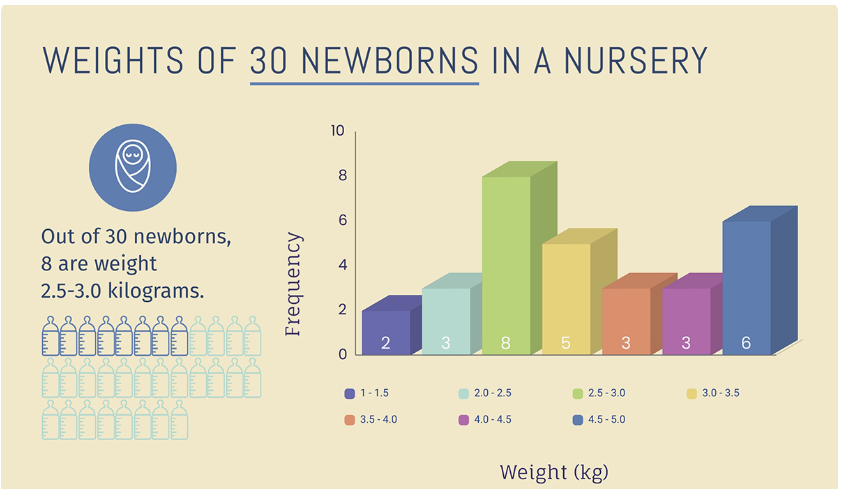 WEIGHTS OF 30 NEWBORNS IN A NURSERY
Out of 30 newborns,
8 are weight
2.5-3.0 kilograms.
Frequency
10
8
6
4
2
0
2 3 8 5 3 3 6
1 - 1.5 2.0 - 2.5 2.5 - 3.0 3.0 - 3.5
3.5 - 4.0 4.0 - 4.5 4.5 - 5.0
Weight (kg)